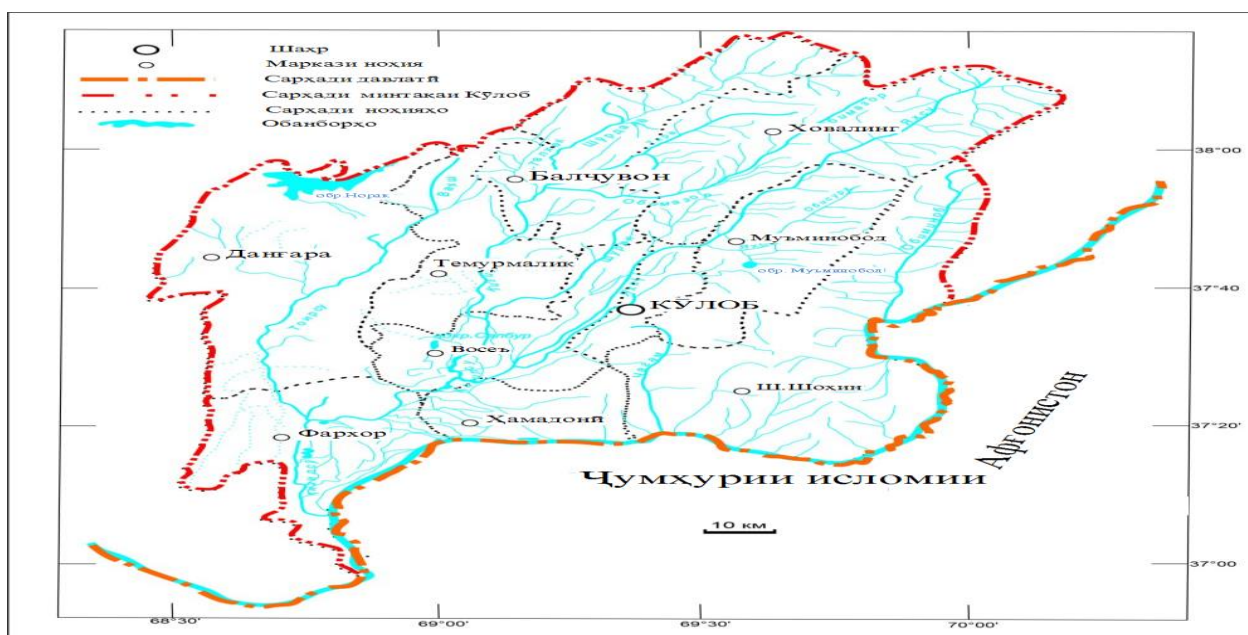 Шаҳр
Маркази ноҳия
Сарҳади давлатӣ
Сарҳади минтақаи Кӯлоб
Сарҳади ноҳияҳо
Обанборҳо
Ховалинг
38°00
Балҷувон
обр.Норак
Муъминобод
Данғара
Темурмалик
обр. Муъминобод
КӮЛОБ
37°40
Восеъ
Ш.Шоҳин
Ҳамадонӣ
37°20
Фархор
Афғонистон
Ҷумҳурии исломии
10 км
37°00
68°30'
69°00'
69°30'
70°00'